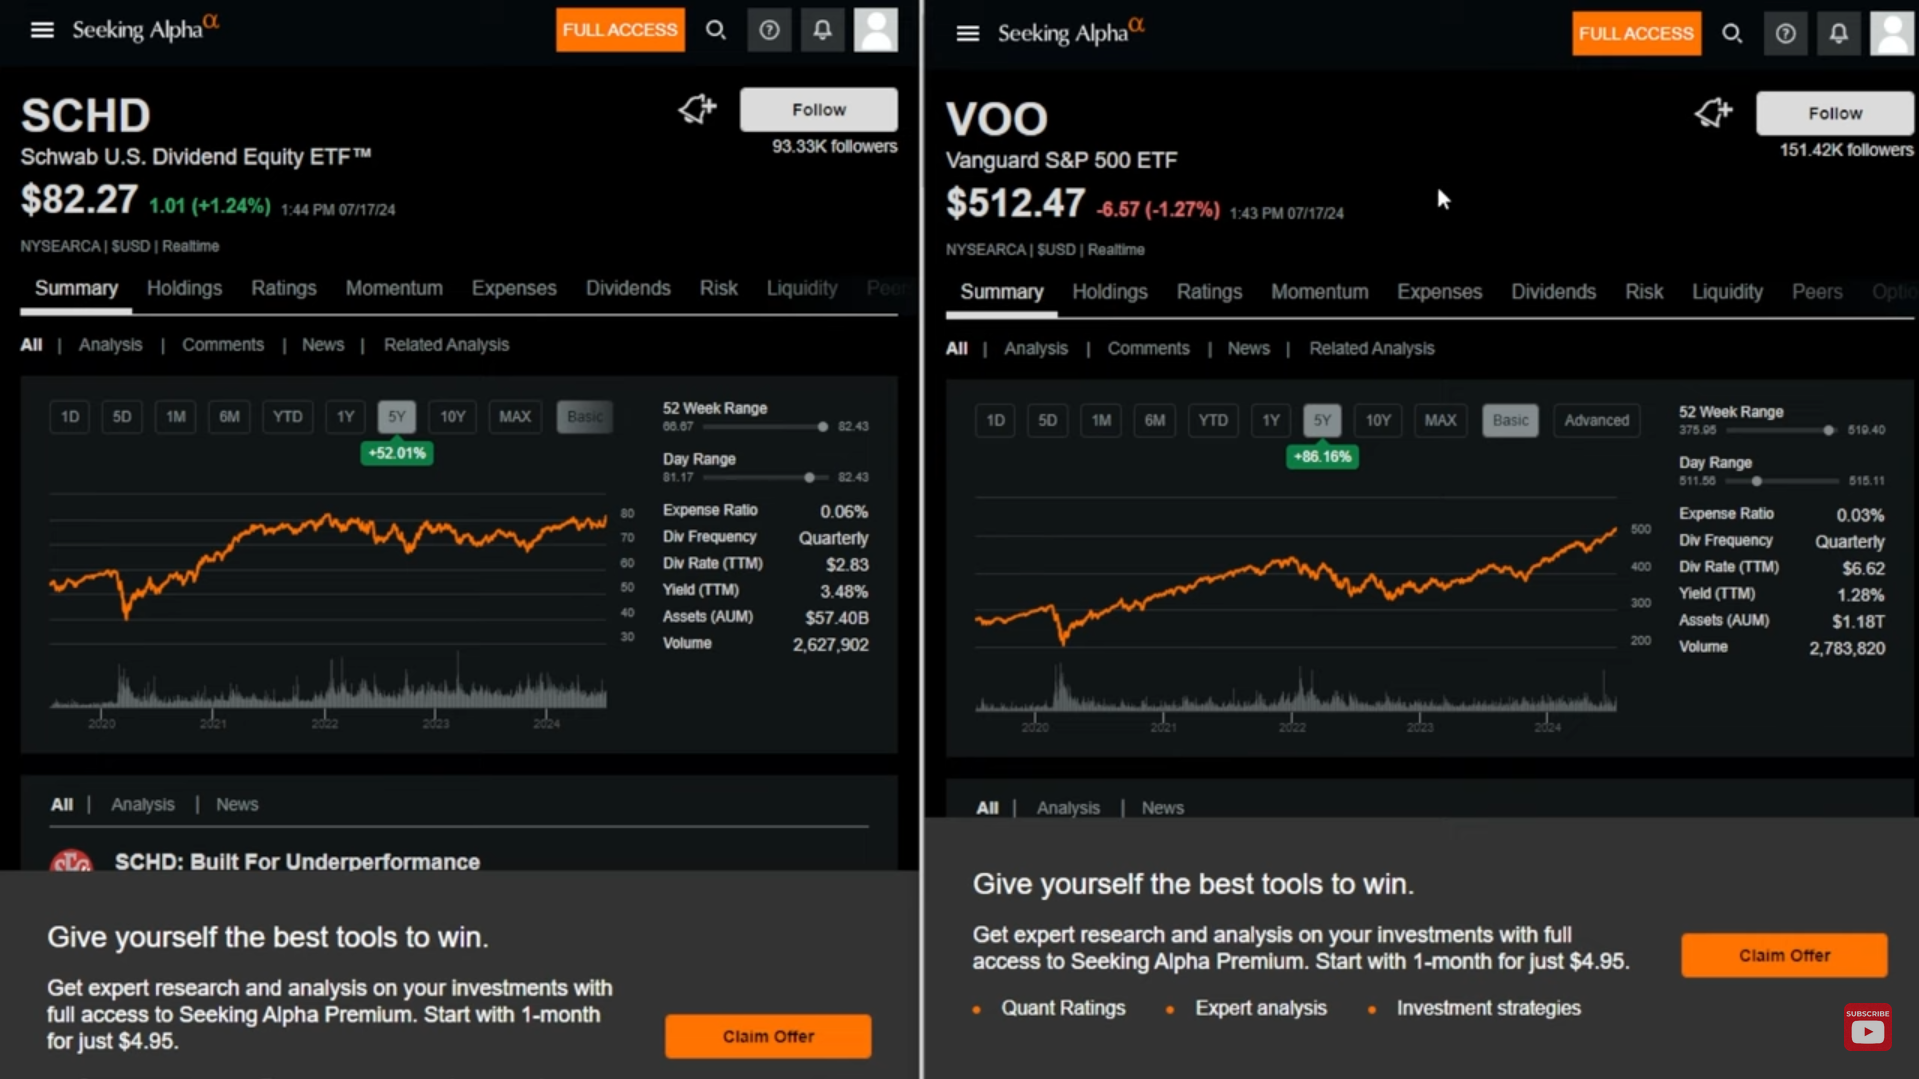 Seeking Alpha α
FULL ACCESS
SCHD
Follow
93.33K followers
Schwab U.S. Dividend Equity ETF™
$82.27 1.01 (+1.24%) 1:44 PM 07/17/24
NYSEARCA | $USD | Realtime
Summary Holdings Ratings Momentum Expenses Dividends Risk Liquidity Peers
All | Analysis | Comments | News | Related Analysis
1D 5D 1M 6M YTD 1Y 5Y 10Y MAX Basic
+52.01%
52 Week Range
66.67 82.43
Day Range
81.17 82.43
Expense Ratio 0.06%
Div Frequency Quarterly
Div Rate (TTM) $2.83
Yield (TTM) 3.48%
Assets (AUM) $57.40B
Volume 2,627,902
80
70
60
50
40
30
2020 2021 2022 2023 2024
All | Analysis | News
SCHD: Built For Underperformance
Give yourself the best tools to win.
Get expert research and analysis on your investments with
full access to Seeking Alpha Premium. Start with 1-month
for just $4.95.
Claim Offer
Seeking Alpha α
FULL ACCESS
VOO
Follow
151.42K followers
Vanguard S&P 500 ETF
$512.47 -6.57 (-1.27%) 1:43 PM 07/17/24
NYSEARCA | $USD | Realtime
Summary Holdings Ratings Momentum Expenses Dividends Risk Liquidity Peers Optio
All | Analysis | Comments | News | Related Analysis
1D 5D 1M 6M YTD 1Y 5Y 10Y MAX Basic Advanced
+86.16%
52 Week Range
375.95 519.40
Day Range
511.56 515.11
Expense Ratio 0.03%
Div Frequency Quarterly
Div Rate (TTM) $6.62
Yield (TTM) 1.28%
Assets (AUM) $1.18T
Volume 2,783,820
500
400
300
200
2020 2021 2022 2023 2024
All | Analysis | News
Give yourself the best tools to win.
Get expert research and analysis on your investments with full
access to Seeking Alpha Premium. Start with 1-month for just $4.95.
• Quant Ratings • Expert analysis • Investment strategies
Claim Offer
SUBSCRIBE